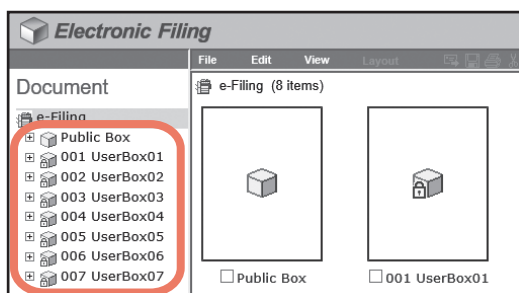 Electronic Filing
File Edit View Layout
Document
e-Filing (8 items)
e-Filing
Public Box
001 UserBox01
002 UserBox02
003 UserBox03
004 UserBox04
005 UserBox05
006 UserBox06
007 UserBox07
Public Box
001 UserBox01